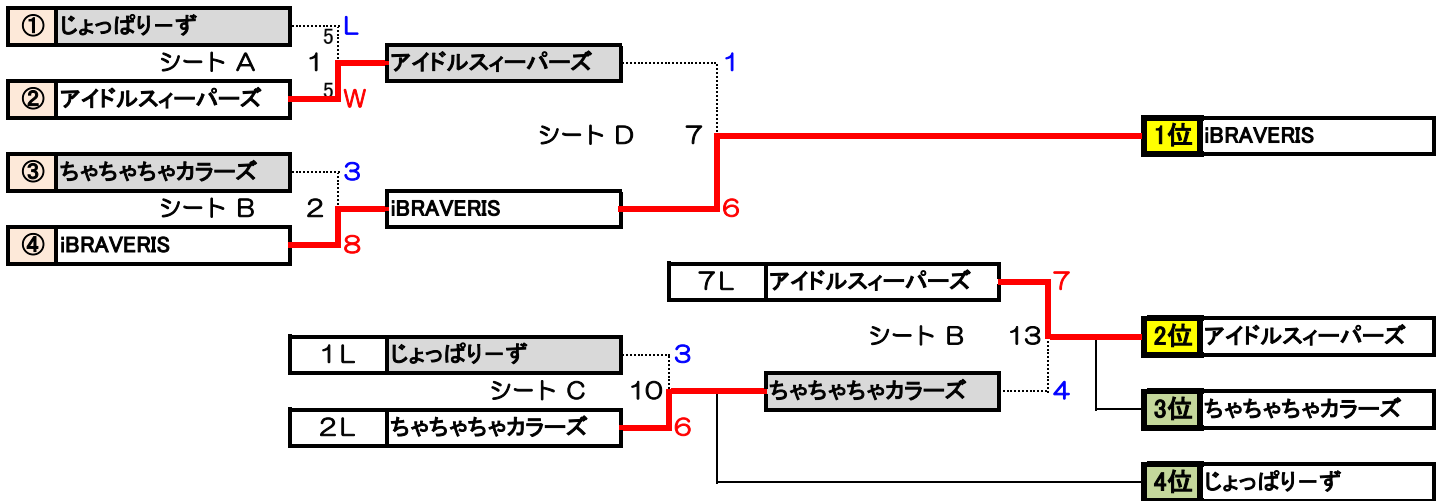 ① じょっぱりーず 5 L
シート A 1 アイドルスィーパーズ 1
② アイドルスィーパーズ 5 W
シート D 7 1位 iBRAVERIS
③ ちゃちゃちゃカラーズ 3
シート B 2 iBRAVERIS 6
④ iBRAVERIS 8
7L アイドルスィーパーズ 7
シート B 13 2位 アイドルスィーパーズ
1L じょっぱりーず 3
シート C 10 ちゃちゃちゃカラーズ 4
3位 ちゃちゃちゃカラーズ
2L ちゃちゃちゃカラーズ 6
4位 じょっぱりーず